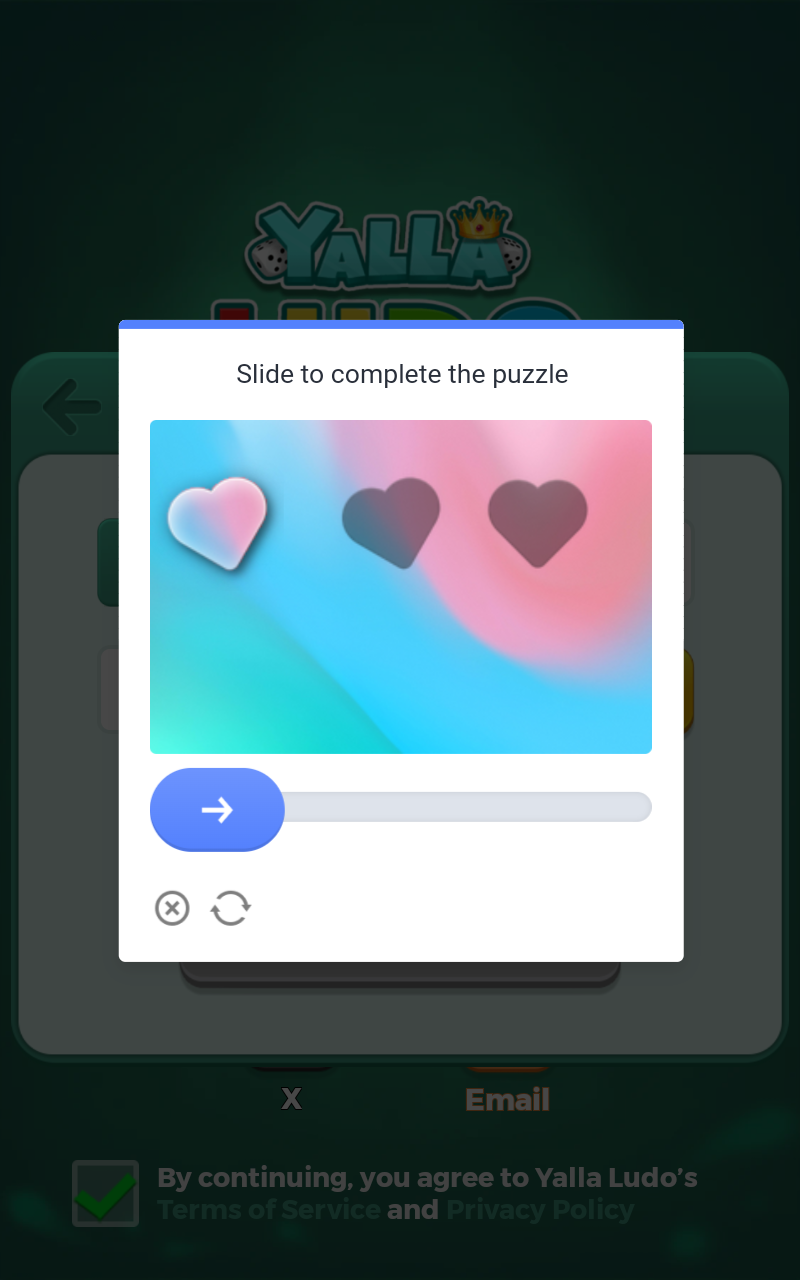 YALLA
Slide to complete the puzzle
X
Email
By continuing, you agree to Yalla Ludo’s
Terms of Service and Privacy Policy